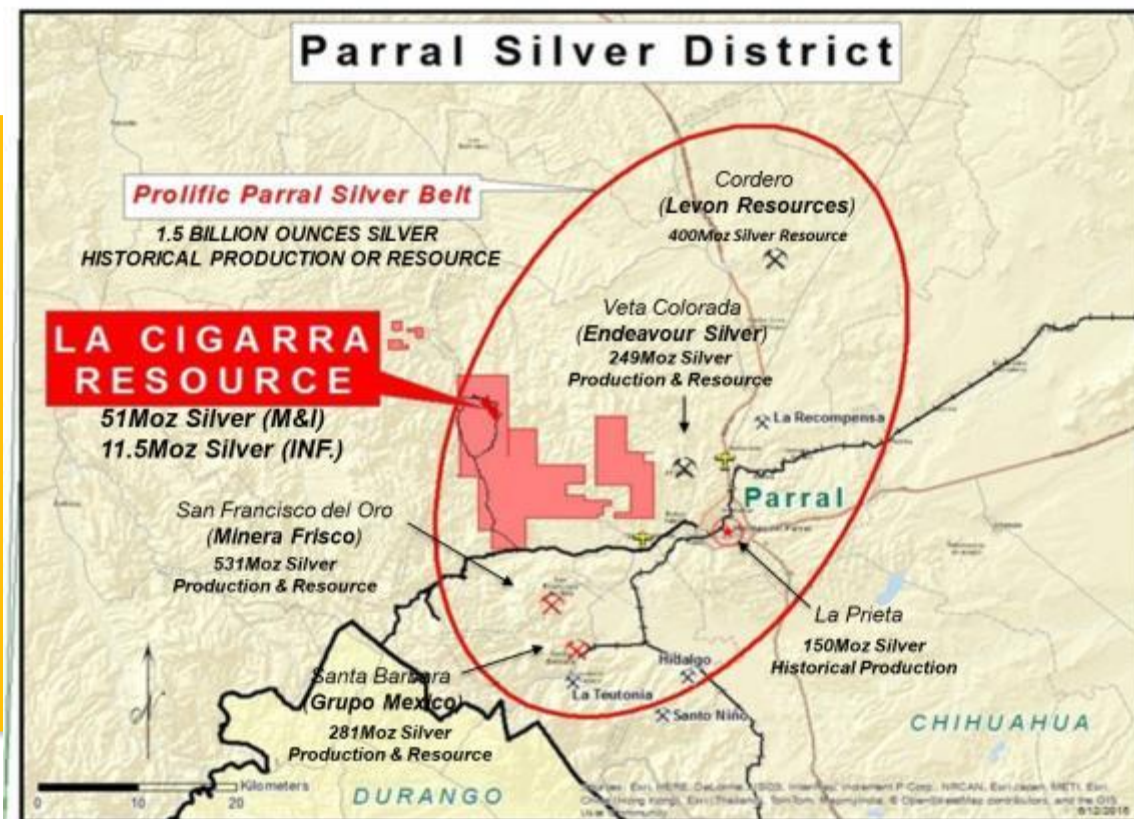 Parral Silver District
Prolific Parral Silver Belt
1.5 BILLION OUNCES SILVER
HISTORICAL PRODUCTION OR RESOURCE
Cordero
(Levon Resources)
400Moz Silver Resource
LA CIGARRA
RESOURCE
51Moz Silver (M&I)
11.5Moz Silver (INF.)
Veta Colorada
(Endeavour Silver)
249Moz Silver
Production & Resource
La Recompensa
Parral
San Francisco del Oro
(Minera Frisco)
531Moz Silver
Production & Resource
La Prieta
150Moz Silver
Historical Production
Santa Barbara
(Grupo Mexico)
281Moz Silver
Production & Resource
Hidalgo
La Teutonia
Santo Niño
CHIHUAHUA
DURANGO
Kilometers
0 10 20